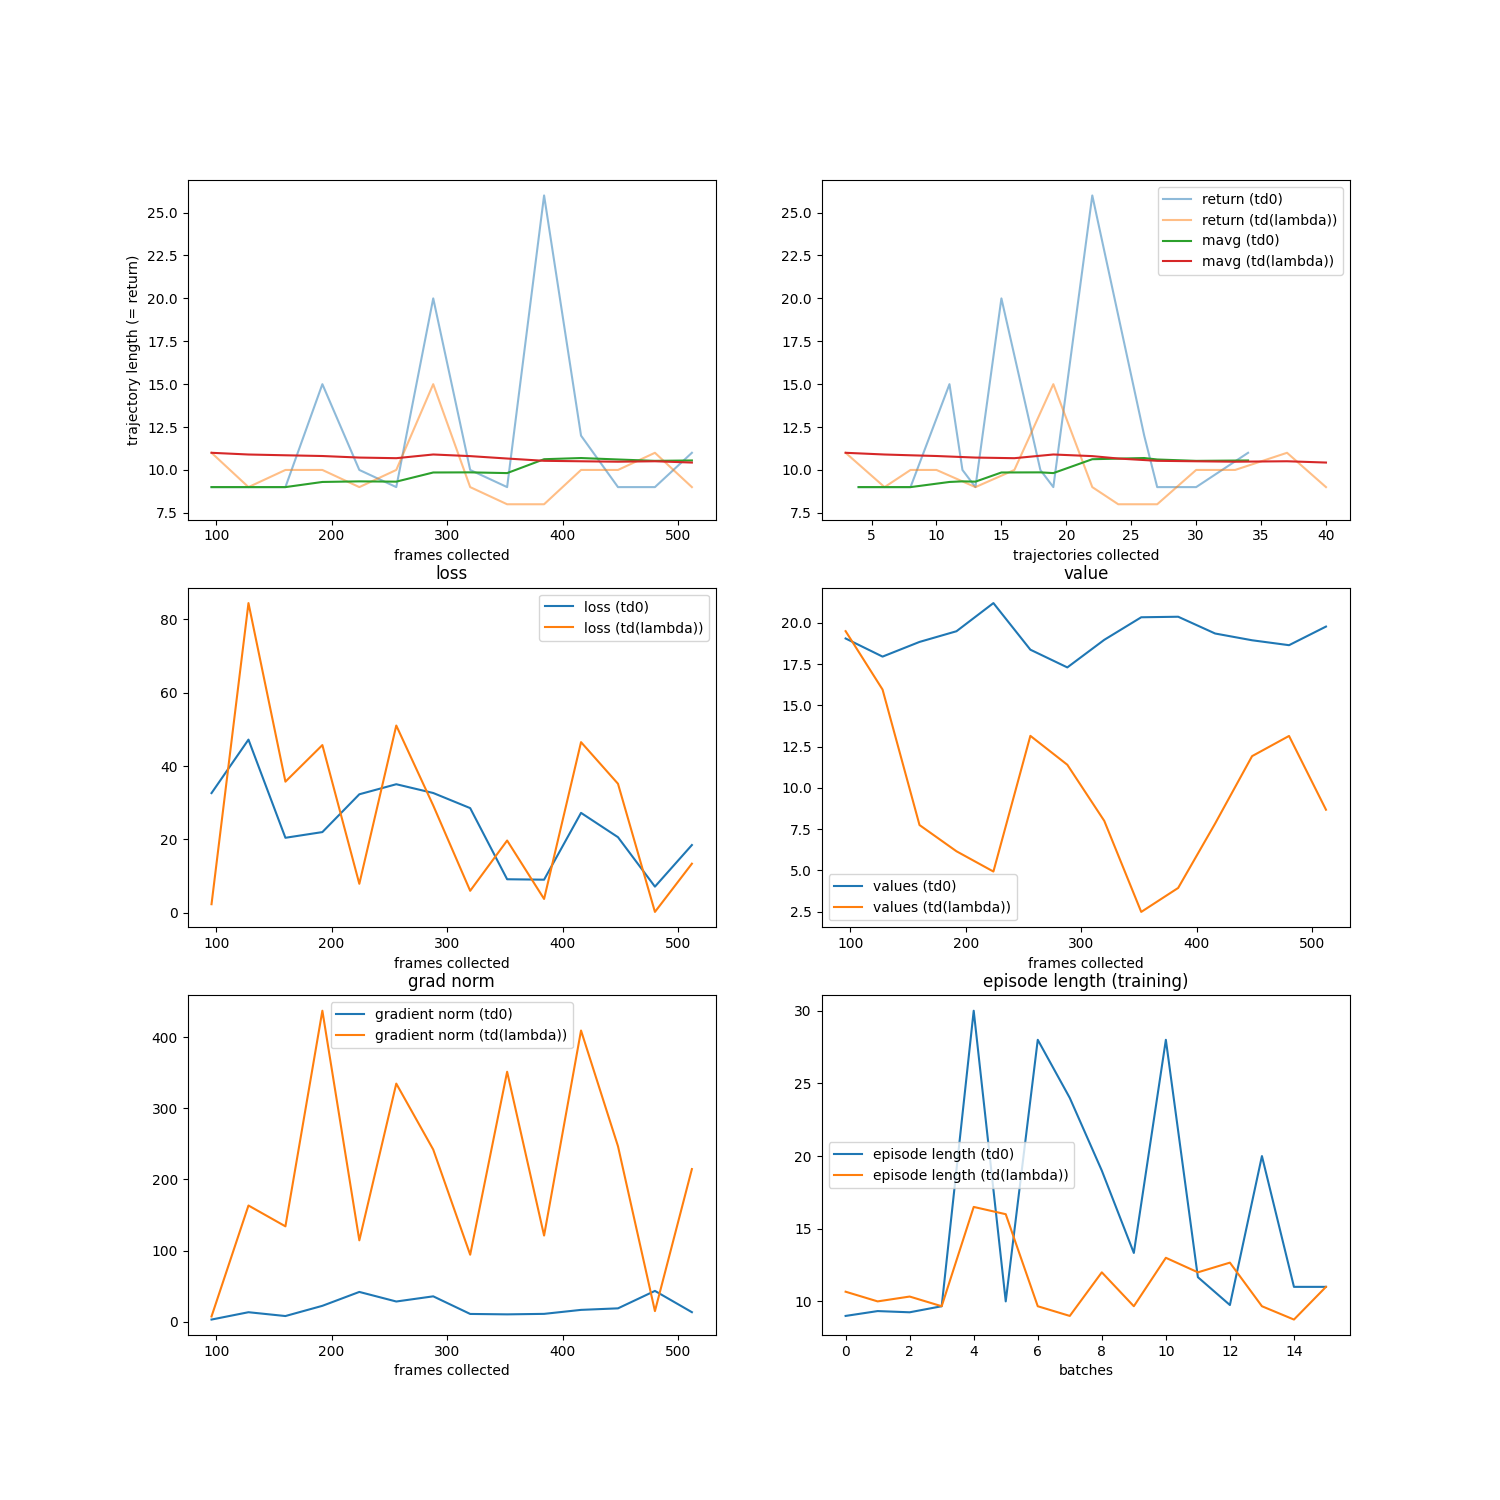 25.0
22.5
20.0
17.5
15.0
12.5
10.0
7.5
trajectory length (= return)
100 200 300 400 500
frames collected
25.0
22.5
20.0
17.5
15.0
12.5
10.0
7.5
return (td0)
return (td(lambda))
mavg (td0)
mavg (td(lambda))
5 10 15 20 25 30 35 40
trajectories collected
loss
80
60
40
20
0
loss (td0)
loss (td(lambda))
100 200 300 400 500
frames collected
value
20.0
17.5
15.0
12.5
10.0
7.5
5.0
2.5
values (td0)
values (td(lambda))
100 200 300 400 500
frames collected
grad norm
400
300
200
100
0
gradient norm (td0)
gradient norm (td(lambda))
100 200 300 400 500
frames collected
episode length (training)
30
25
20
15
10
episode length (td0)
episode length (td(lambda))
0 2 4 6 8 10 12 14
batches